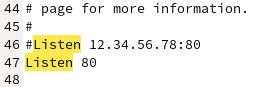 44 # page for more information.
45 #
46 #Listen 12.34.56.78:80
47 Listen 80
48